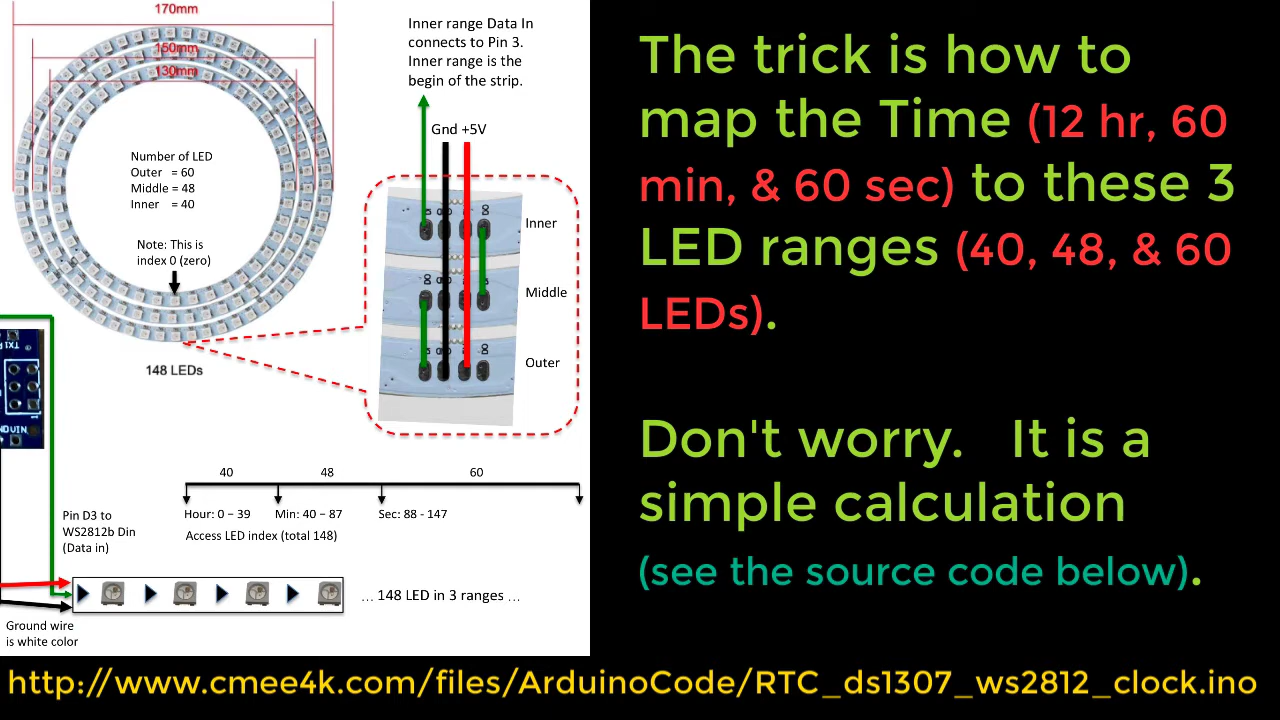 170mm
150mm
130mm
Number of LED
Outer = 60
Middle = 48
Inner = 40
Note: This is
index 0 (zero)
148 LEDs
Inner range Data In
connects to Pin 3.
Inner range is the
begin of the strip.
Gnd +5V
DO
Inner
Middle
DO
Outer
40 48 60
Hour: 0 – 39 Min: 40 – 87 Sec: 88 - 147
Access LED index (total 148)
Pin D3 to
WS2812b Din
(Data in)
... 148 LED in 3 ranges ...
Ground wire
is white color
The trick is how to
map the Time (12 hr, 60
min, & 60 sec) to these 3
LED ranges (40, 48, & 60
LEDs).
Don't worry. It is a
simple calculation
(see the source code below).
http://www.cmee4k.com/files/ArduinoCode/RTC_ds1307_ws2812_clock.ino